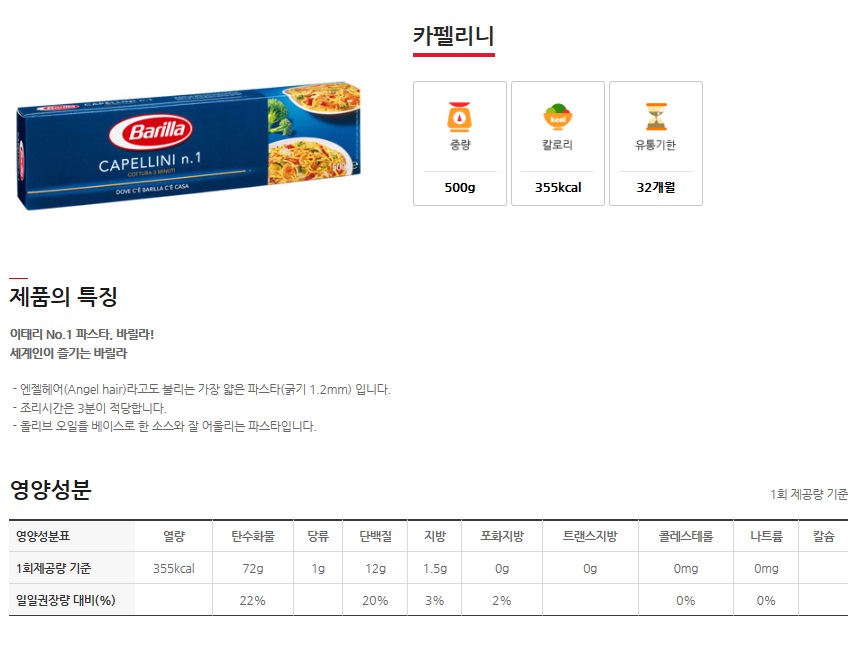 카펠리니
Barilla
CAPELLINI n.1
COTTURA 3 MINUTI
DOVE C'È BARILLA C'È CASA
Barilla
중량
kcal
칼로리
유통기한
500g
355kcal
32개월
제품의 특징
이태리 No.1 파스타, 바릴라!
세계인이 즐기는 바릴라
- 엔젤헤어(Angel hair)라고도 불리는 가장 얇은 파스타(굵기 1.2mm) 입니다.
- 조리시간은 3분이 적당합니다.
- 올리브 오일을 베이스로 한 소스와 잘 어울리는 파스타입니다.
영양성분
1회 제공량 기준
영양성분표 열량 탄수화물 당류 단백질 지방 포화지방 트랜스지방 콜레스테롤 나트륨 칼슘
1회제공량 기준 355kcal 72g 1g 12g 1.5g 0g 0g 0mg 0mg
일일권장량 대비(%) 22% 20% 3% 2% 0% 0%